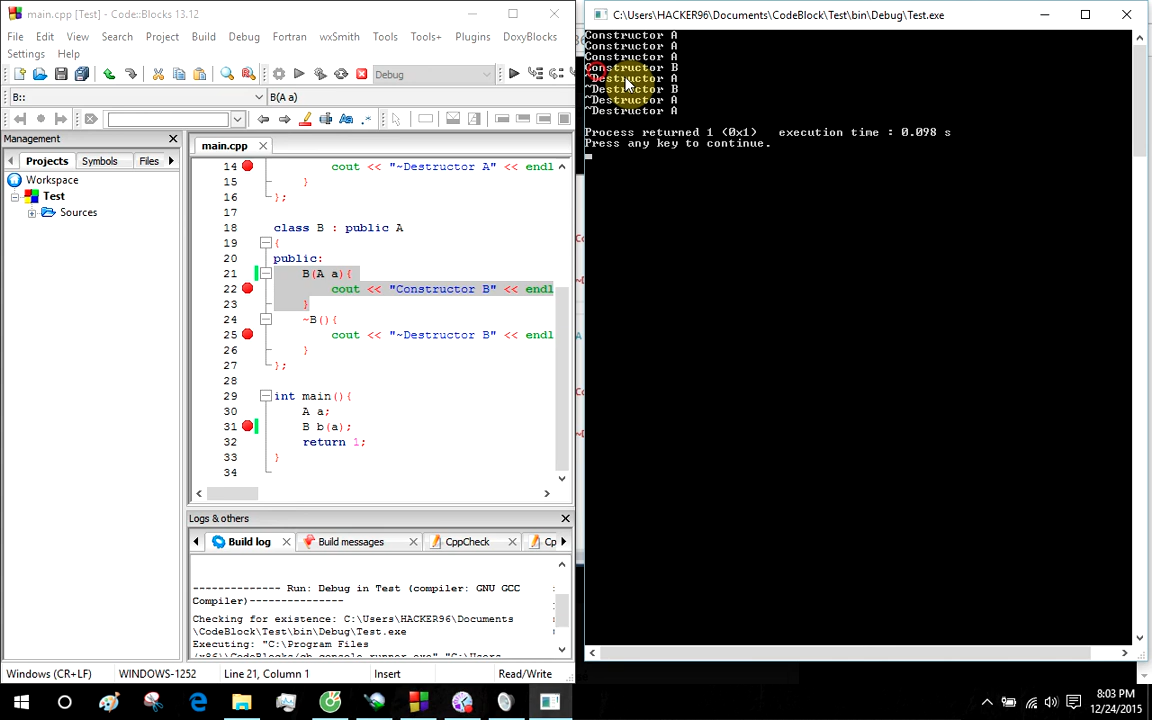 main.cpp [Test] - Code::Blocks 13.12
File Edit View Search Project Build Debug Fortran wxSmith Tools Tools+ Plugins DoxyBlocks
Settings Help
Debug
B::
B(A a)
Management
Projects Symbols Files
Workspace
Test
Sources
main.cpp
14 cout << "~Destructor A" << endl
15 }
16 };
17
18 class B : public A
19 {
20 public:
21 B(A a){
22 cout << "Constructor B" << endl
23 }
24 ~B(){
25 cout << "~Destructor B" << endl
26 }
27 };
28
29 int main(){
30 A a;
31 B b(a);
32 return 1;
33 }
34
Logs & others
Build log Build messages CppCheck Cp
-------------- Run: Debug in Test (compiler: GNU GCC
Compiler)---------------
Checking for existence: C:\Users\HACKER96\Documents
\CodeBlock\Test\bin\Debug\Test.exe
Executing: "C:\Program Files
Windows (CR+LF) WINDOWS-1252 Line 21, Column 1 Insert Read/Write
C:\Users\HACKER96\Documents\CodeBlock\Test\bin\Debug\Test.exe
Constructor A
Constructor A
Constructor A
Constructor B
~Destructor A
~Destructor B
~Destructor A
~Destructor A
Process returned 1 (0x1) execution time : 0.098 s
Press any key to continue.
8:03 PM
12/24/2015